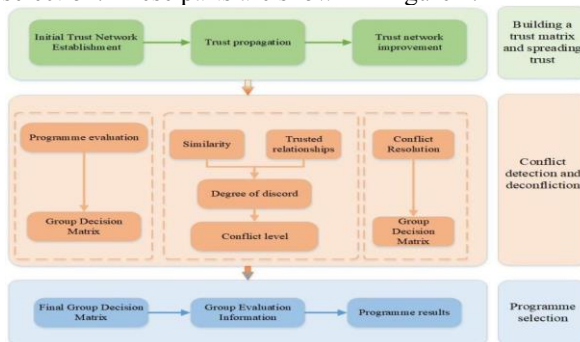 Initial Trust Network
Establishment
Trust propagation
Trust network
improvement
Building a
trust matrix
and spreading
trust
Programme evaluation
Group Decision
Matrix
Similarity
Trusted
relationships
Degree of discord
Conflict level
Conflict
Resolution
Group
Decision
Matrix
Conflict
detection and
deconfliction
Final Group Decision
Matrix
Group Evaluation
Information
Programme results
Programme
selection